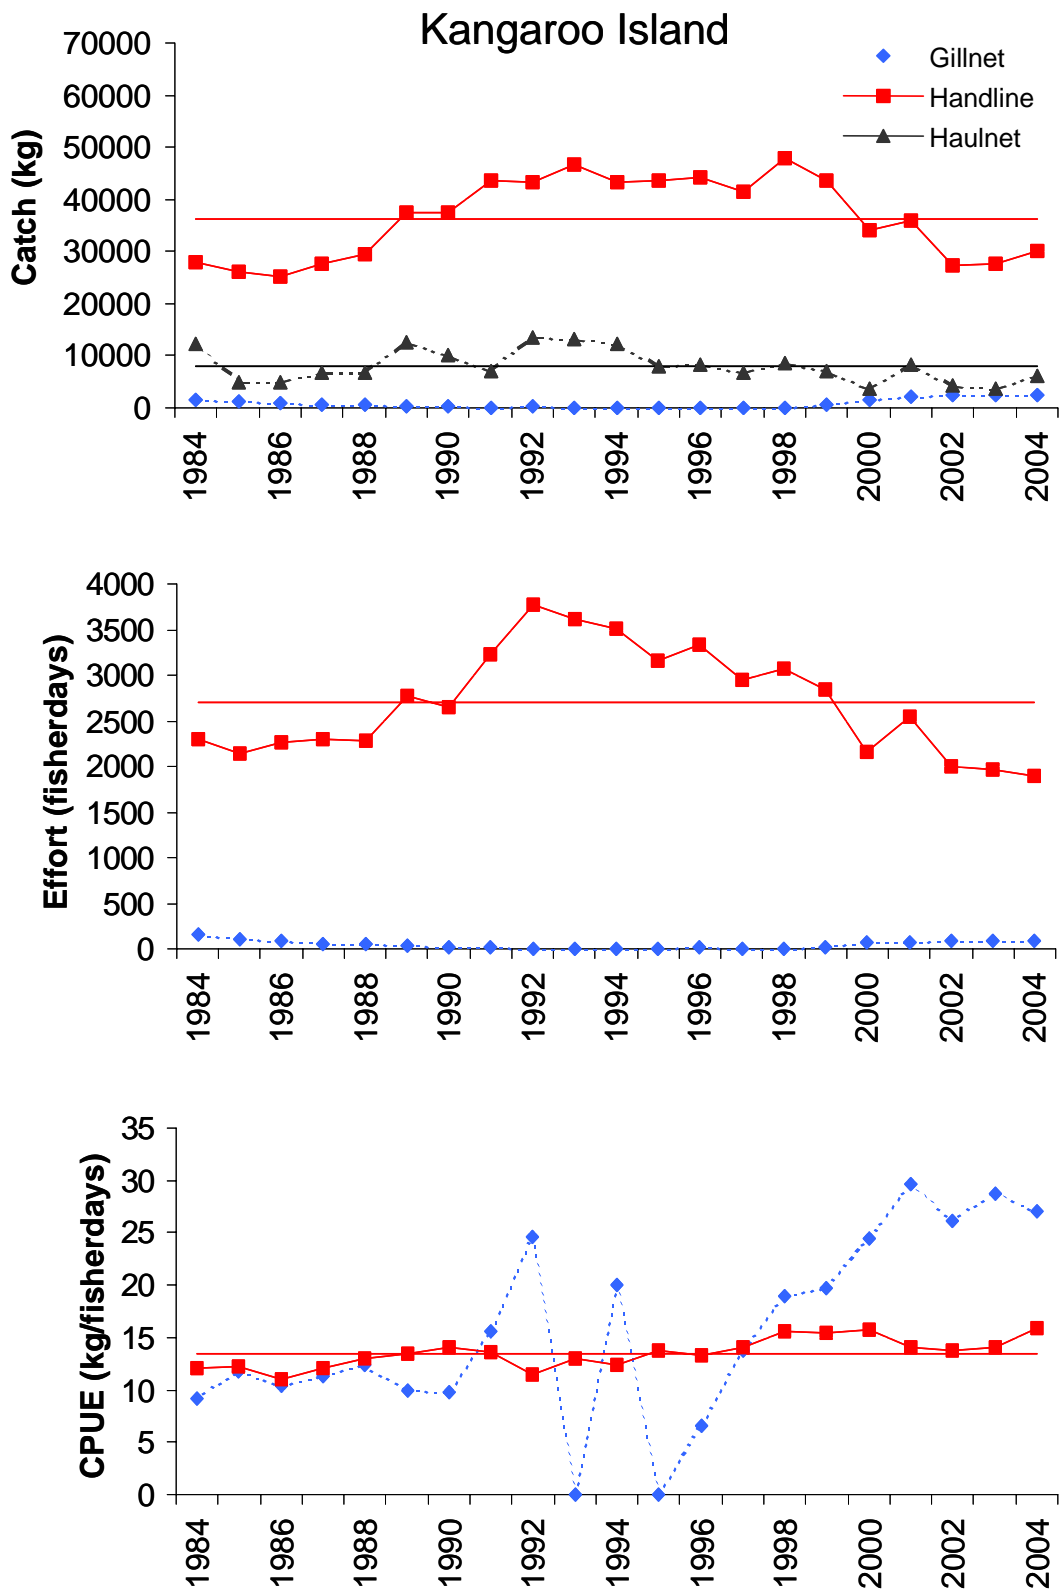 Kangaroo Island
Gillnet
Handline
Haulnet
Catch (kg)
70000
60000
50000
40000
30000
20000
10000
0
1984 1986 1988 1990 1992 1994 1996 1998 2000 2002 2004
Effort (fisherdays)
4000
3500
3000
2500
2000
1500
1000
500
0
1984 1986 1988 1990 1992 1994 1996 1998 2000 2002 2004
CPUE (kg/fisherdays)
35
30
25
20
15
10
5
0
1984 1986 1988 1990 1992 1994 1996 1998 2000 2002 2004